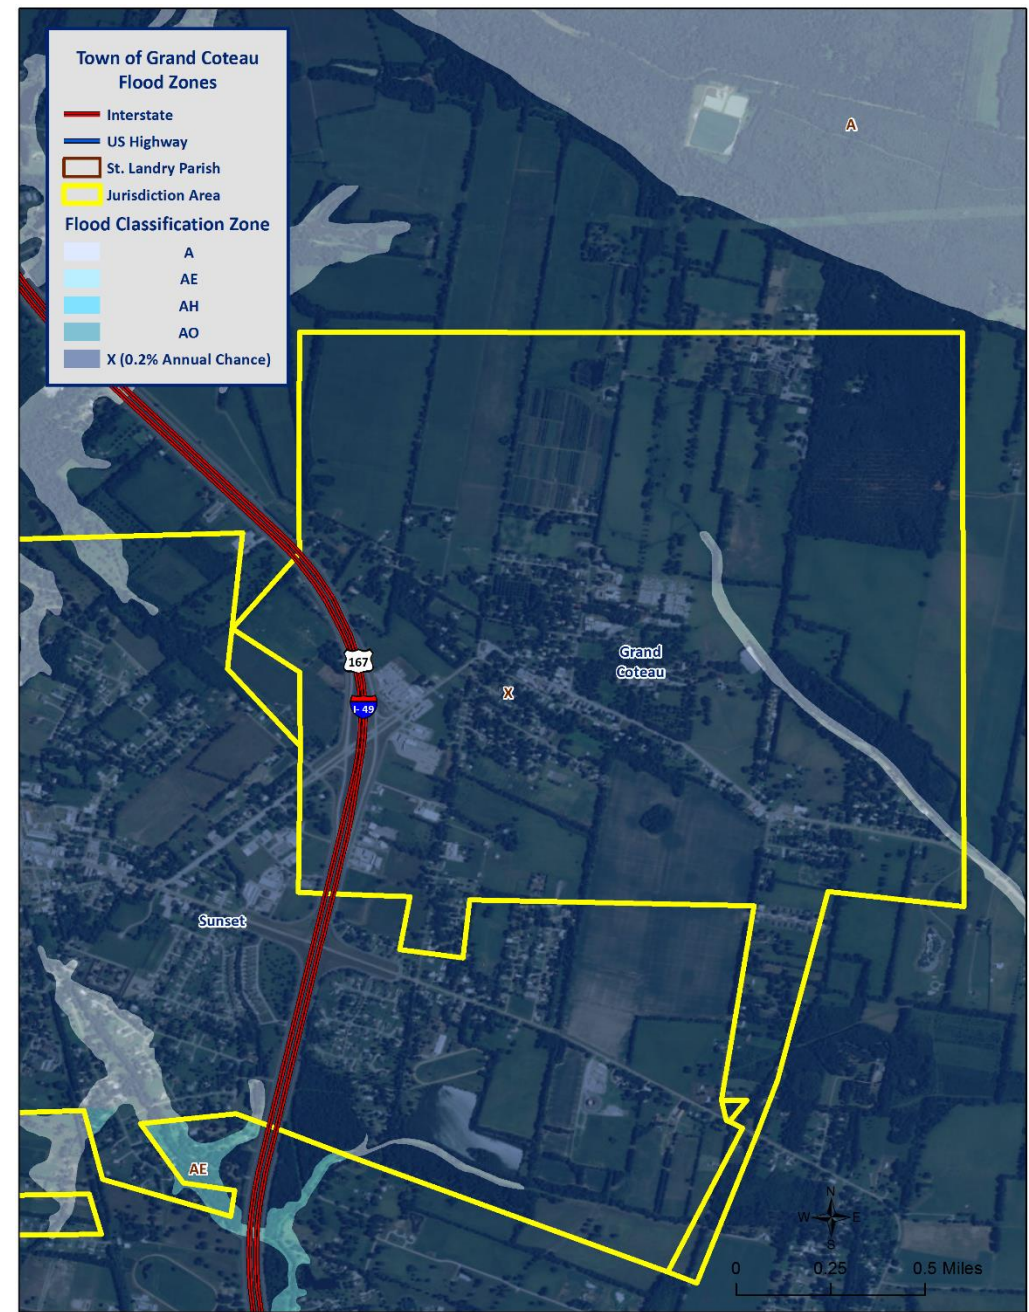 Town of Grand Coteau
Flood Zones
Interstate
US Highway
St. Landry Parish
Jurisdiction Area
Flood Classification Zone
A
AE
AH
AO
X (0.2% Annual Chance)
A
167
I-49
Grand
Coteau
X
Sunset
AE
N
W E
S
0 0.25 0.5 Miles